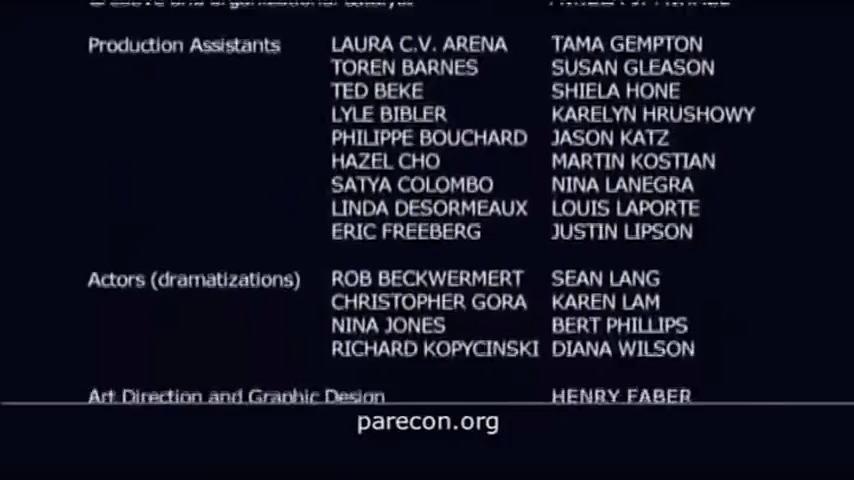 Production Assistants LAURA C.V. ARENA TAMA GEMPTON
TOREN BARNES SUSAN GLEASON
TED BEKE SHIELA HONE
LYLE BIBLER KARELYN HRUSHOWY
PHILIPPE BOUCHARD JASON KATZ
HAZEL CHO MARTIN KOSTIAN
SATYA COLOMBO NINA LANEGRA
LINDA DESORMEAUX LOUIS LAPORTE
ERIC FREEBERG JUSTIN LIPSON
Actors (dramatizations) ROB BECKWERMERT SEAN LANG
CHRISTOPHER GORA KAREN LAM
NINA JONES BERT PHILLIPS
RICHARD KOPYCINSKI DIANA WILSON
Art Direction and Graphic Design HENRY FABER
parecon.org